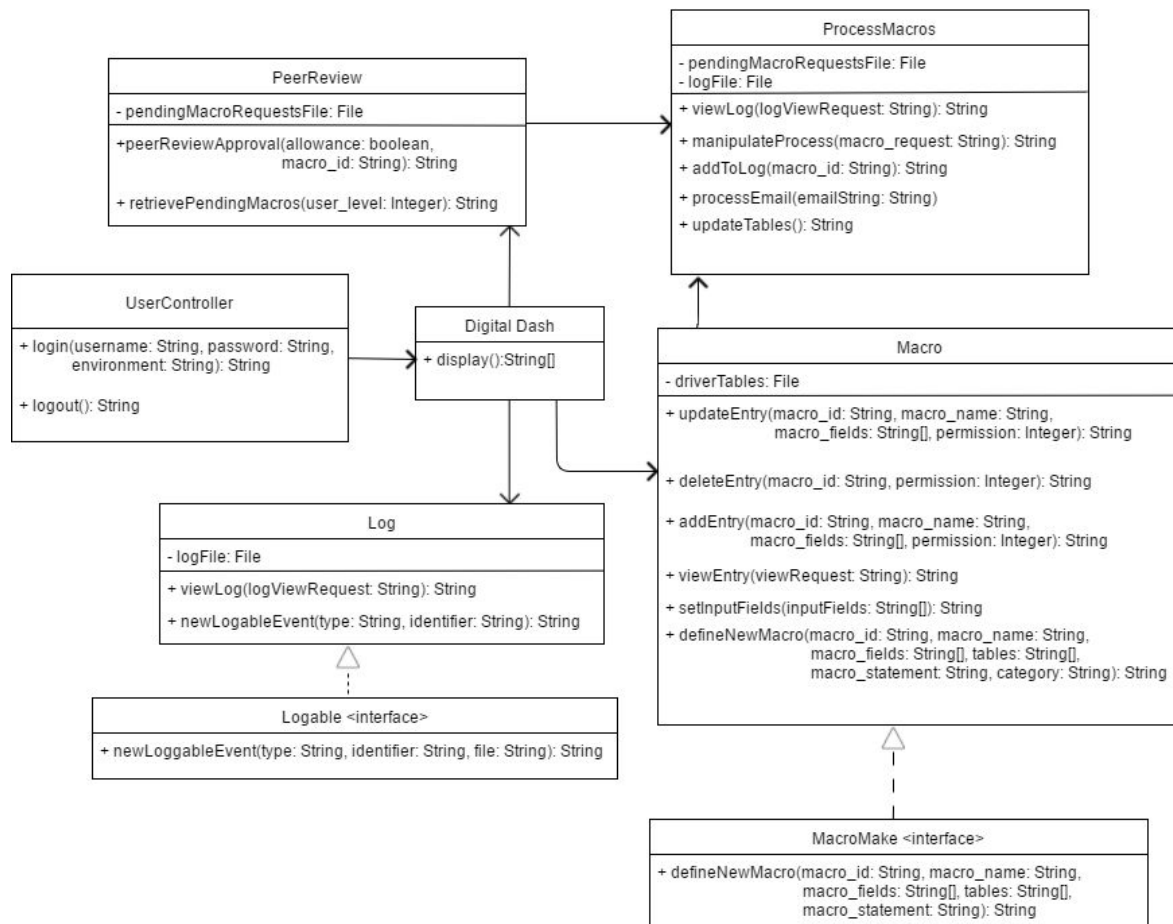 PeerReview
- pendingMacroRequestsFile: File
+peerReviewApproval(allowance: boolean,
macro_id: String): String
+ retrievePendingMacros(user_level: Integer): String
ProcessMacros
- pendingMacroRequestsFile: File
- logFile: File
+ viewLog(logViewRequest: String): String
+ manipulateProcess(macro_request: String): String
+ addToLog(macro_id: String): String
+ processEmail(emailString: String)
+ updateTables(): String
UserController
+ login(username: String, password: String,
environment: String): String
+ logout(): String
Digital Dash
+ display():String[]
Macro
- driverTables: File
+ updateEntry(macro_id: String, macro_name: String,
macro_fields: String[], permission: Integer): String
+ deleteEntry(macro_id: String, permission: Integer): String
+ addEntry(macro_id: String, macro_name: String,
macro_fields: String[], permission: Integer): String
+ viewEntry(viewRequest: String): String
+ setInputFields(inputFields: String[]): String
+ defineNewMacro(macro_id: String, macro_name: String,
macro_fields: String[], tables: String[],
macro_statement: String, category: String): String
Log
- logFile: File
+ viewLog(logViewRequest: String): String
+ newLogableEvent(type: String, identifier: String): String
Logable <interface>
+ newLoggableEvent(type: String, identifier: String, file: String): String
MacroMake <interface>
+ defineNewMacro(macro_id: String, macro_name: String,
macro_fields: String[], tables: String[],
macro_statement: String): String